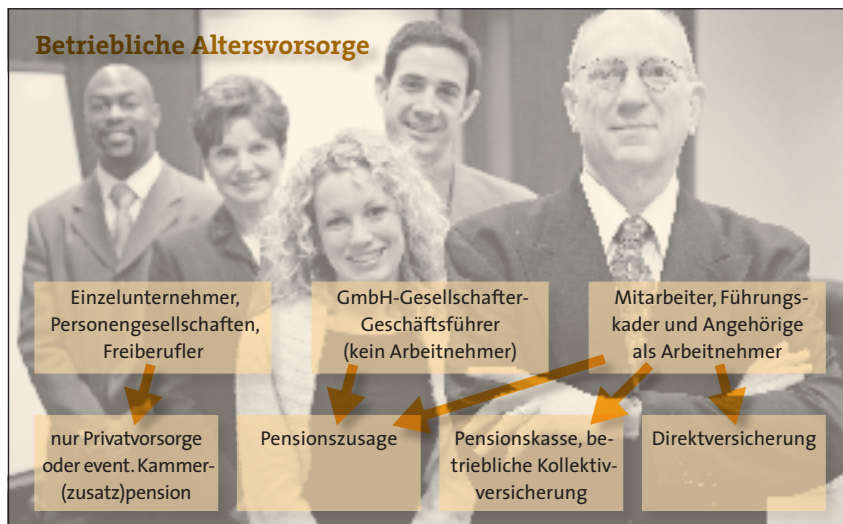 Betriebliche Altersvorsorge
Einzelunternehmer,
Personengesellschaften,
Freiberufler
GmbH-Gesellschafter-
Geschäftsführer
(kein Arbeitnehmer)
Mitarbeiter, Führungs-
kader und Angehörige
als Arbeitnehmer
nur Privatvorsorge
oder event. Kammer-
(zusatz)pension
Pensionszusage
Pensionskasse, be-
triebliche Kollektiv-
versicherung
Direktversicherung